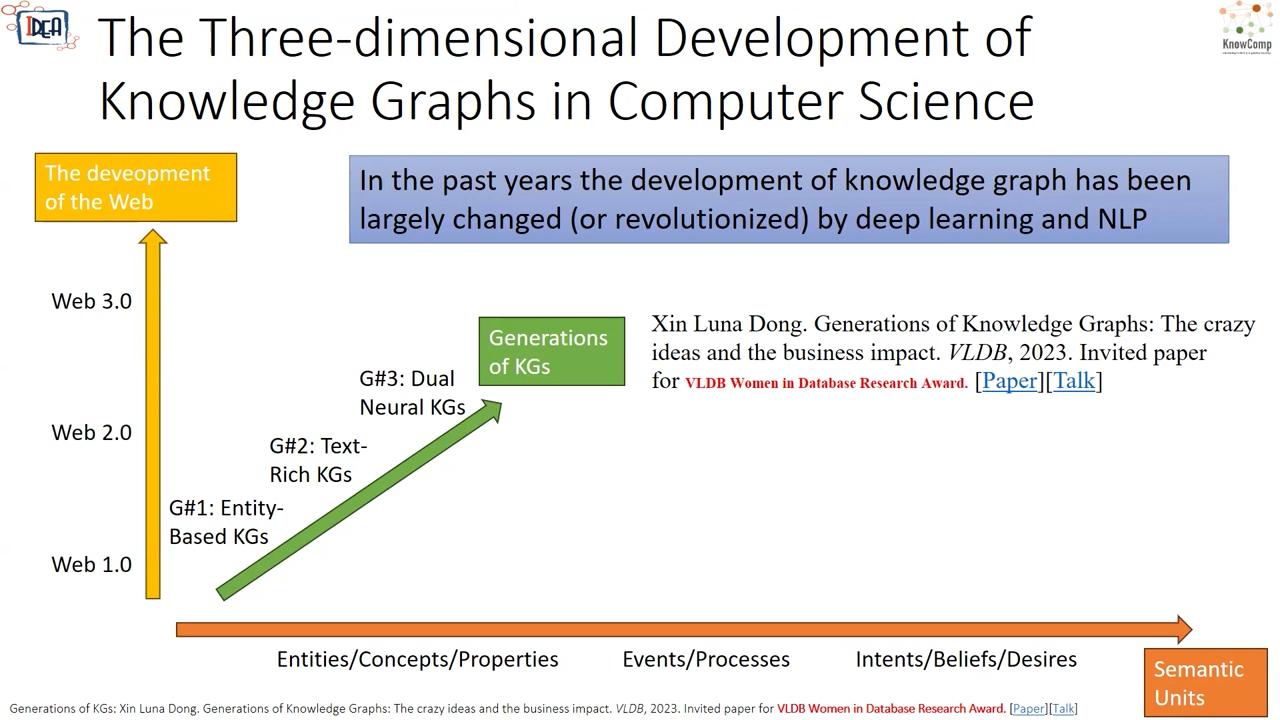 IDEA
KnowComp
The Three-dimensional Development of
Knowledge Graphs in Computer Science
The deveopment
of the Web
In the past years the development of knowledge graph has been
largely changed (or revolutionized) by deep learning and NLP
Web 3.0
Web 2.0
Web 1.0
Generations
of KGs
G#3: Dual
Neural KGs
G#2: Text-
Rich KGs
G#1: Entity-
Based KGs
Xin Luna Dong. Generations of Knowledge Graphs: The crazy
ideas and the business impact. VLDB, 2023. Invited paper
for VLDB Women in Database Research Award. [Paper][Talk]
Entities/Concepts/Properties
Events/Processes
Intents/Beliefs/Desires
Semantic
Units
Generations of KGs: Xin Luna Dong. Generations of Knowledge Graphs: The crazy ideas and the business impact. VLDB, 2023. Invited paper for VLDB Women in Database Research Award. [Paper][Talk]